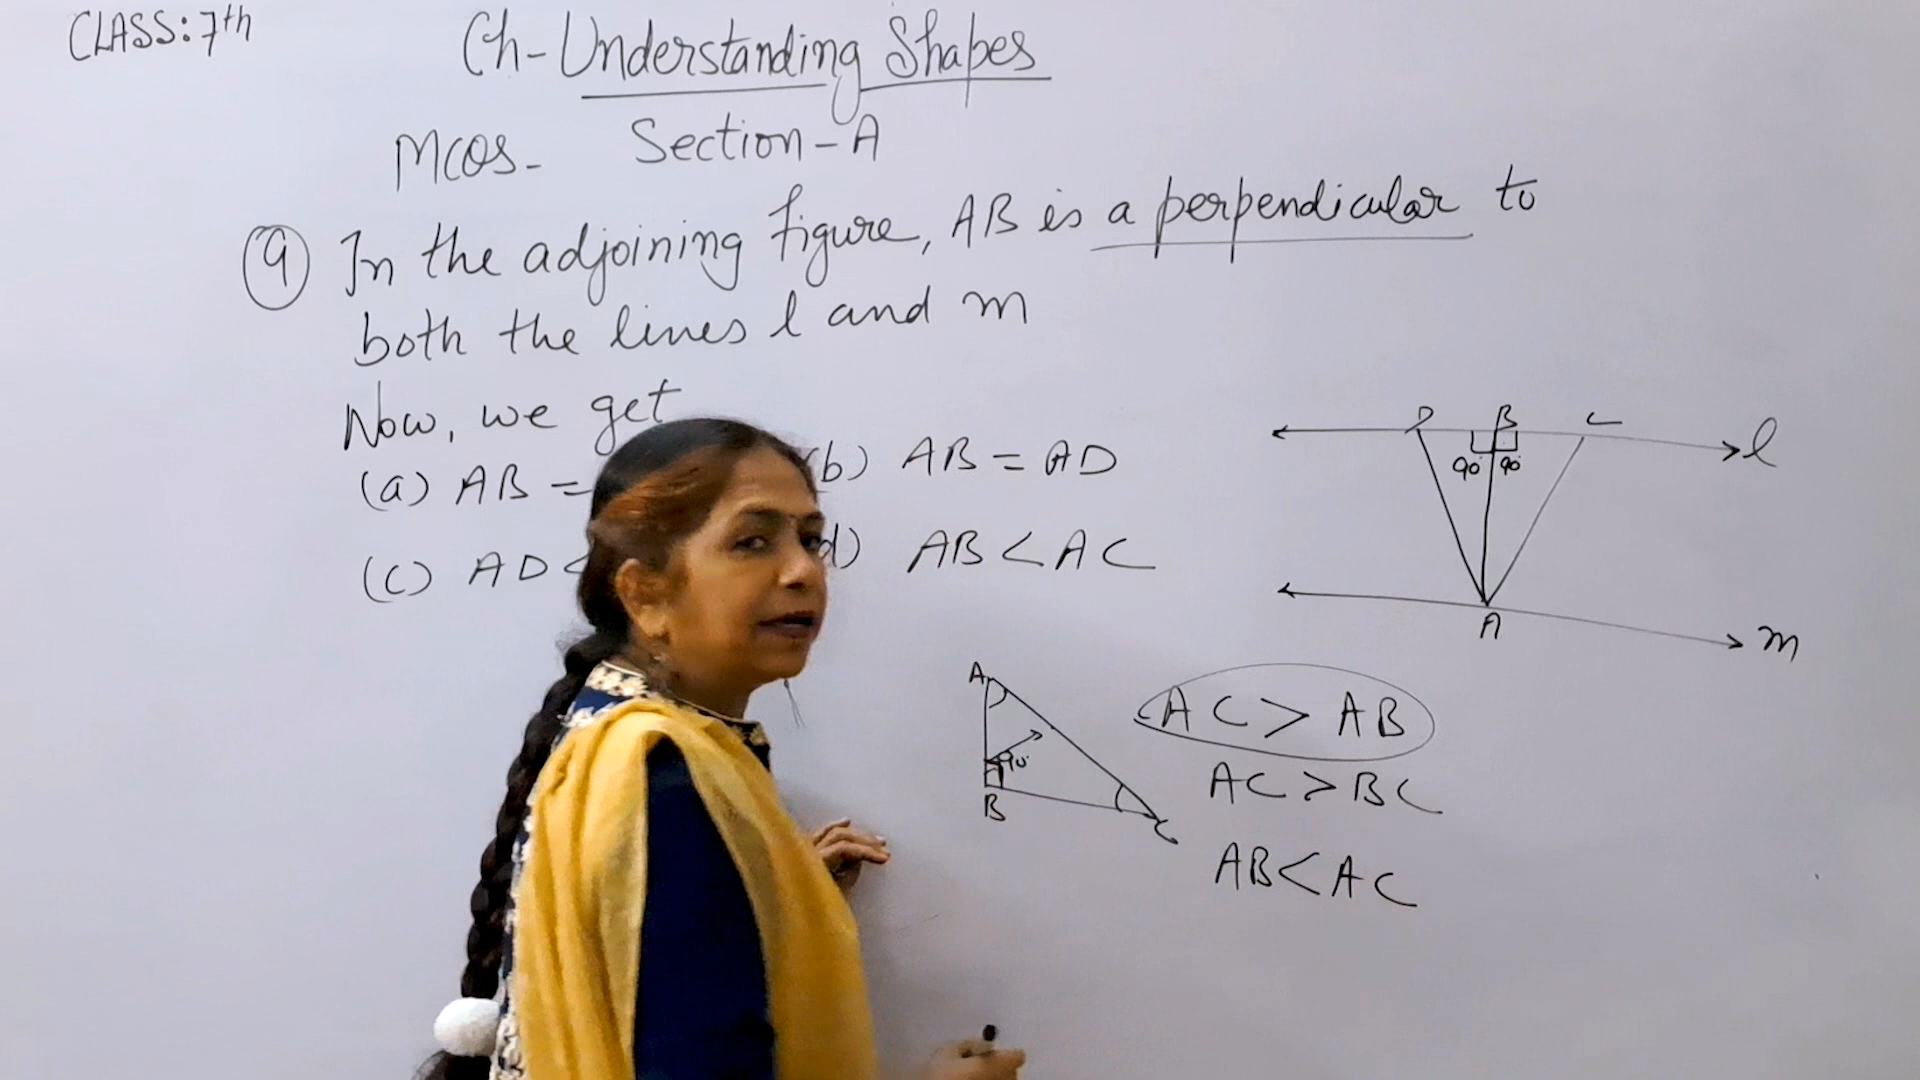 CLASS: 7th
Ch-Understanding Shapes
MCQS- Section-A
9 In the adjoining figure, AB is a perpendicular to
both the lines l and m
Now, we get
(a) AB = (b) AB = AD
(c) AD < d) AB < AC
D B C
l
90° 90°
A
m
A
90°
B
C
AC > AB
AC > BC
AB < AC